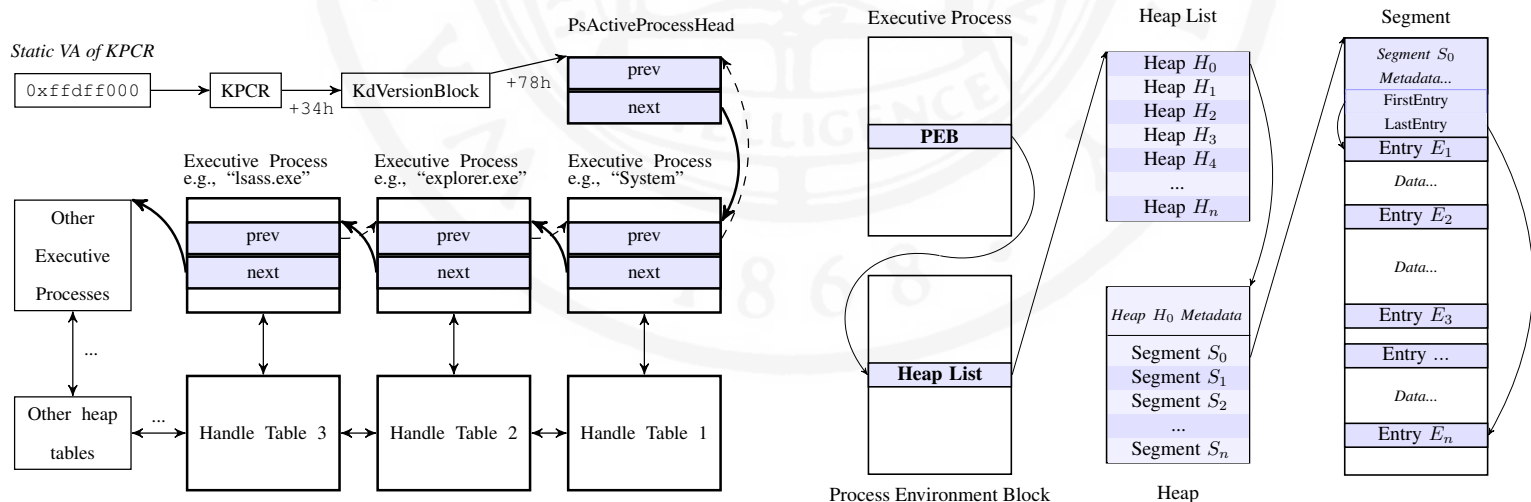 Static VA of KPCR
0xffdff000
KPCR
+34h
KdVersionBlock
+78h
PsActiveProcessHead
prev
next
Executive Process
e.g., “lsass.exe”
prev
next
Executive Process
e.g., “explorer.exe”
prev
next
Executive Process
e.g., “System”
prev
next
Other
Executive
Processes
...
Other heap
tables
...
Handle Table 3
Handle Table 2
Handle Table 1
Executive Process
PEB
Heap List
Process Environment Block
Heap List
Heap H0
Heap H1
Heap H2
Heap H3
Heap H4
...
Heap Hn
Heap H0 Metadata
Segment S0
Segment S1
Segment S2
...
Segment Sn
Heap
Segment
Segment S0
Metadata...
FirstEntry
LastEntry
Entry E1
Data...
Entry E2
Data...
Entry E3
Entry ...
Data...
Entry En
INTELLIGENCE
1868